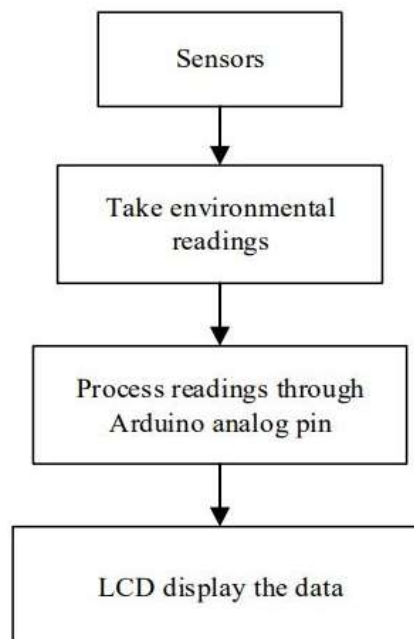 Sensors
Take environmental
readings
Process readings through
Arduino analog pin
LCD display the data